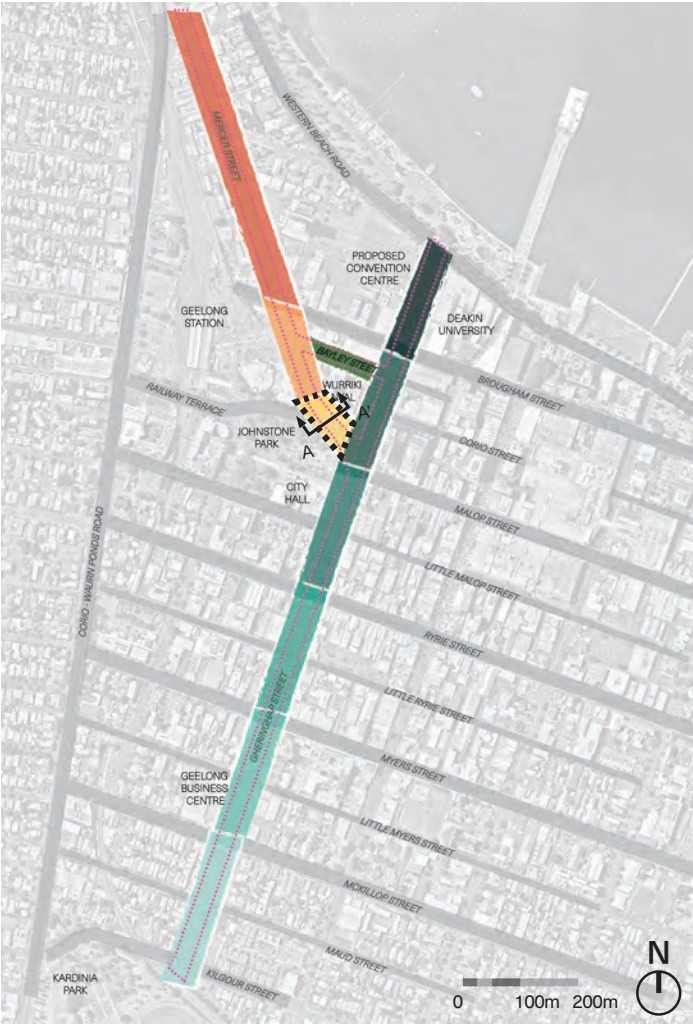 MERCER STREET
WESTERN BEACH ROAD
PROPOSED
CONVENTION
CENTRE
GEELONG
STATION
DEAKIN
UNIVERSITY
BAYLEY STEET
BROUGHAM STREET
WURRIKI
RAILWAY TERRACE
A'
JOHNSTONE
PARK
A
CORIO STREET
CITY
HALL
MALOP STREET
CORIO - WAURN PONDS ROAD
LITTLE MALOP STREET
RYRIE STREET
LITTLE RYRIE STREET
GHERINGHAP STREET
MYERS STREET
GEELONG
BUSINESS
CENTRE
LITTLE MYERS STREET
MCKILLOP STREET
MAUD STREET
KARDINIA
PARK
KILGOUR STREET
N
0 100m 200m